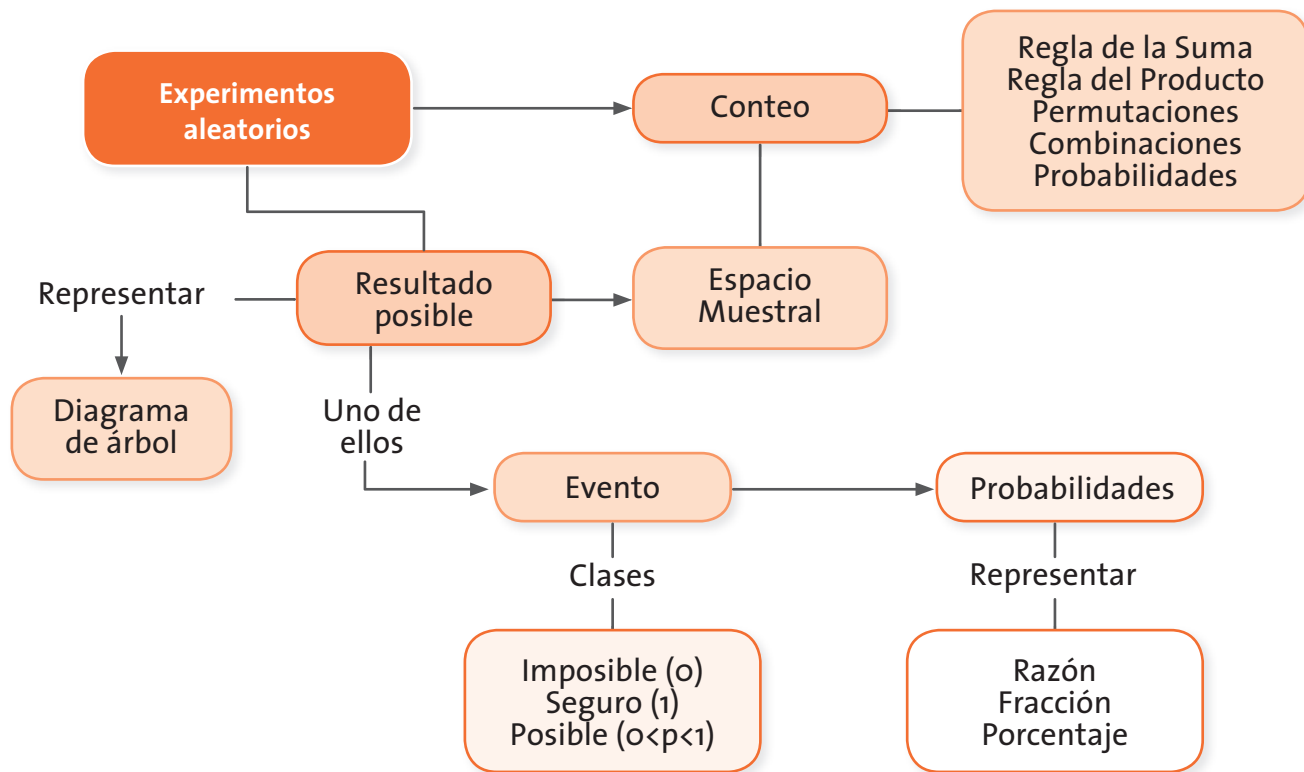 Experimentos
aleatorios
Conteo
Regla de la Suma
Regla del Producto
Permutaciones
Combinaciones
Probabilidades
Representar
Resultado
posible
Espacio
Muestral
Diagrama
de árbol
Uno de
ellos
Evento
Probabilidades
Clases
Representar
Imposible (0)
Seguro (1)
Posible (0<p<1)
Razón
Fracción
Porcentaje